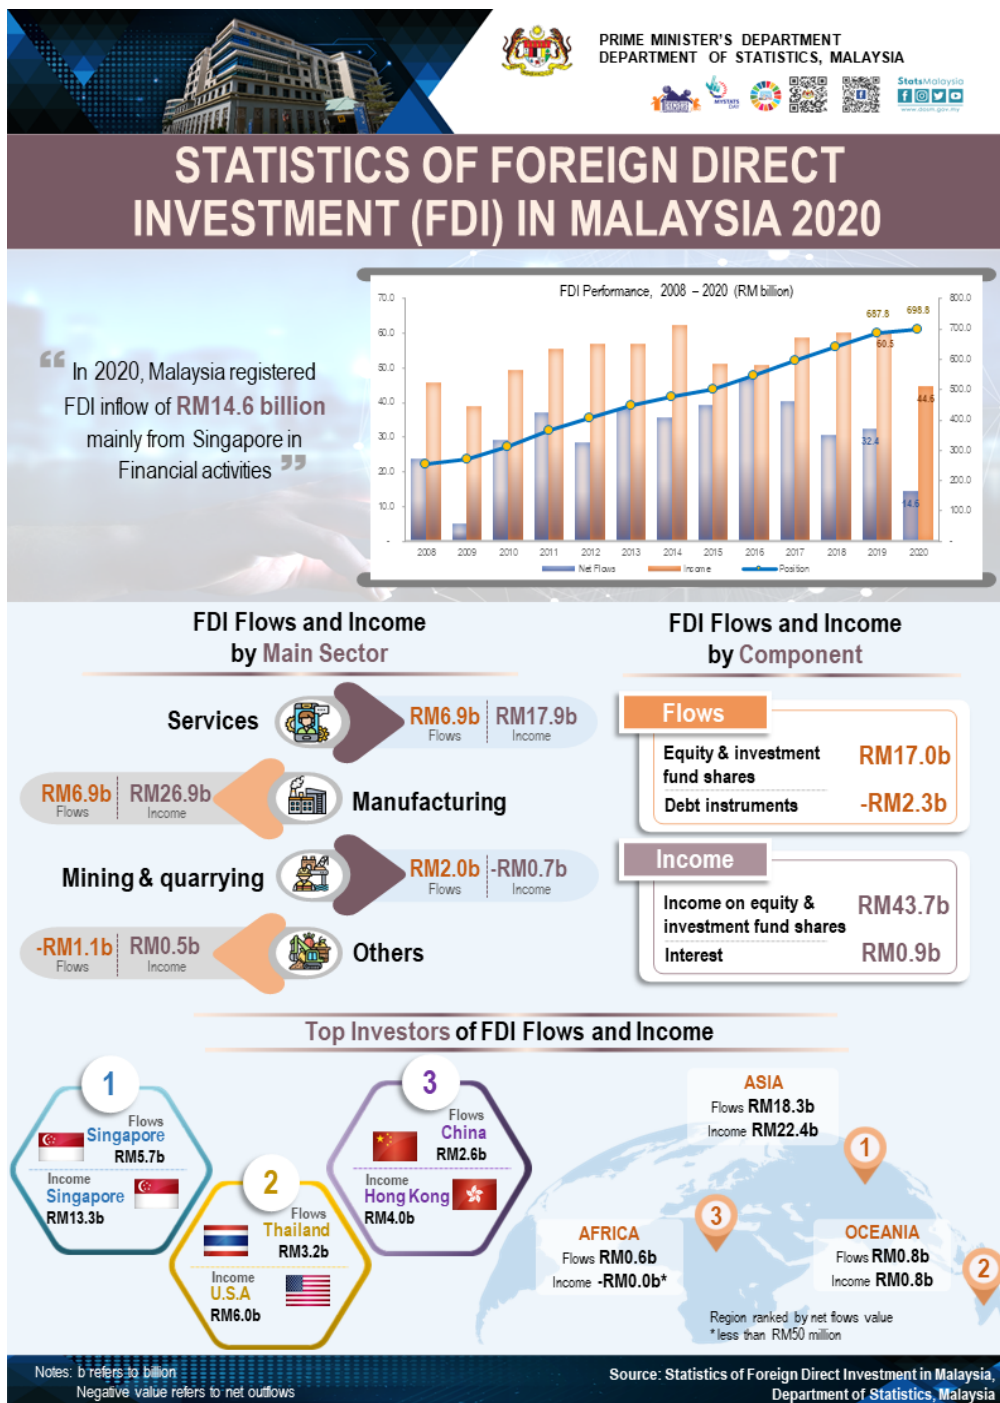 PRIME MINISTER'S DEPARTMENT
DEPARTMENT OF STATISTICS, MALAYSIA
MYSTATS
DAY
StatsMalaysia
www.dosm.gov.my
STATISTICS OF FOREIGN DIRECT
INVESTMENT (FDI) IN MALAYSIA 2020
“ In 2020, Malaysia registered
FDI inflow of RM14.6 billion
mainly from Singapore in
Financial activities ”
FDI Performance, 2008 – 2020 (RM billion)
70.0
60.0
50.0
40.0
30.0
20.0
10.0
-
800.0
700.0
600.0
500.0
400.0
300.0
200.0
100.0
-
687.8
698.8
60.5
44.6
32.4
14.6
2008 2009 2010 2011 2012 2013 2014 2015 2016 2017 2018 2019 2020
Net Flows Income Position
FDI Flows and Income
by Main Sector
Services
RM6.9b RM17.9b
Flows Income
RM6.9b RM26.9b
Flows Income
Manufacturing
Mining & quarrying
RM2.0b -RM0.7b
Flows Income
-RM1.1b RM0.5b
Flows Income
Others
FDI Flows and Income
by Component
Flows
Equity & investment
fund shares
RM17.0b
Debt instruments -RM2.3b
Income
Income on equity &
investment fund shares
RM43.7b
Interest RM0.9b
Top Investors of FDI Flows and Income
1
Flows
Singapore
RM5.7b
Income
Singapore
RM13.3b
2
Flows
Thailand
RM3.2b
Income
U.S.A
RM6.0b
3
Flows
China
RM2.6b
Income
Hong Kong
RM4.0b
ASIA
Flows RM18.3b
Income RM22.4b
1
3
AFRICA
Flows RM0.6b
Income -RM0.0b*
OCEANIA
Flows RM0.8b
Income RM0.8b
2
Region ranked by net flows value
* less than RM50 million
Notes: b refers to billion
Negative value refers to net outflows
Source: Statistics of Foreign Direct Investment in Malaysia,
Department of Statistics, Malaysia